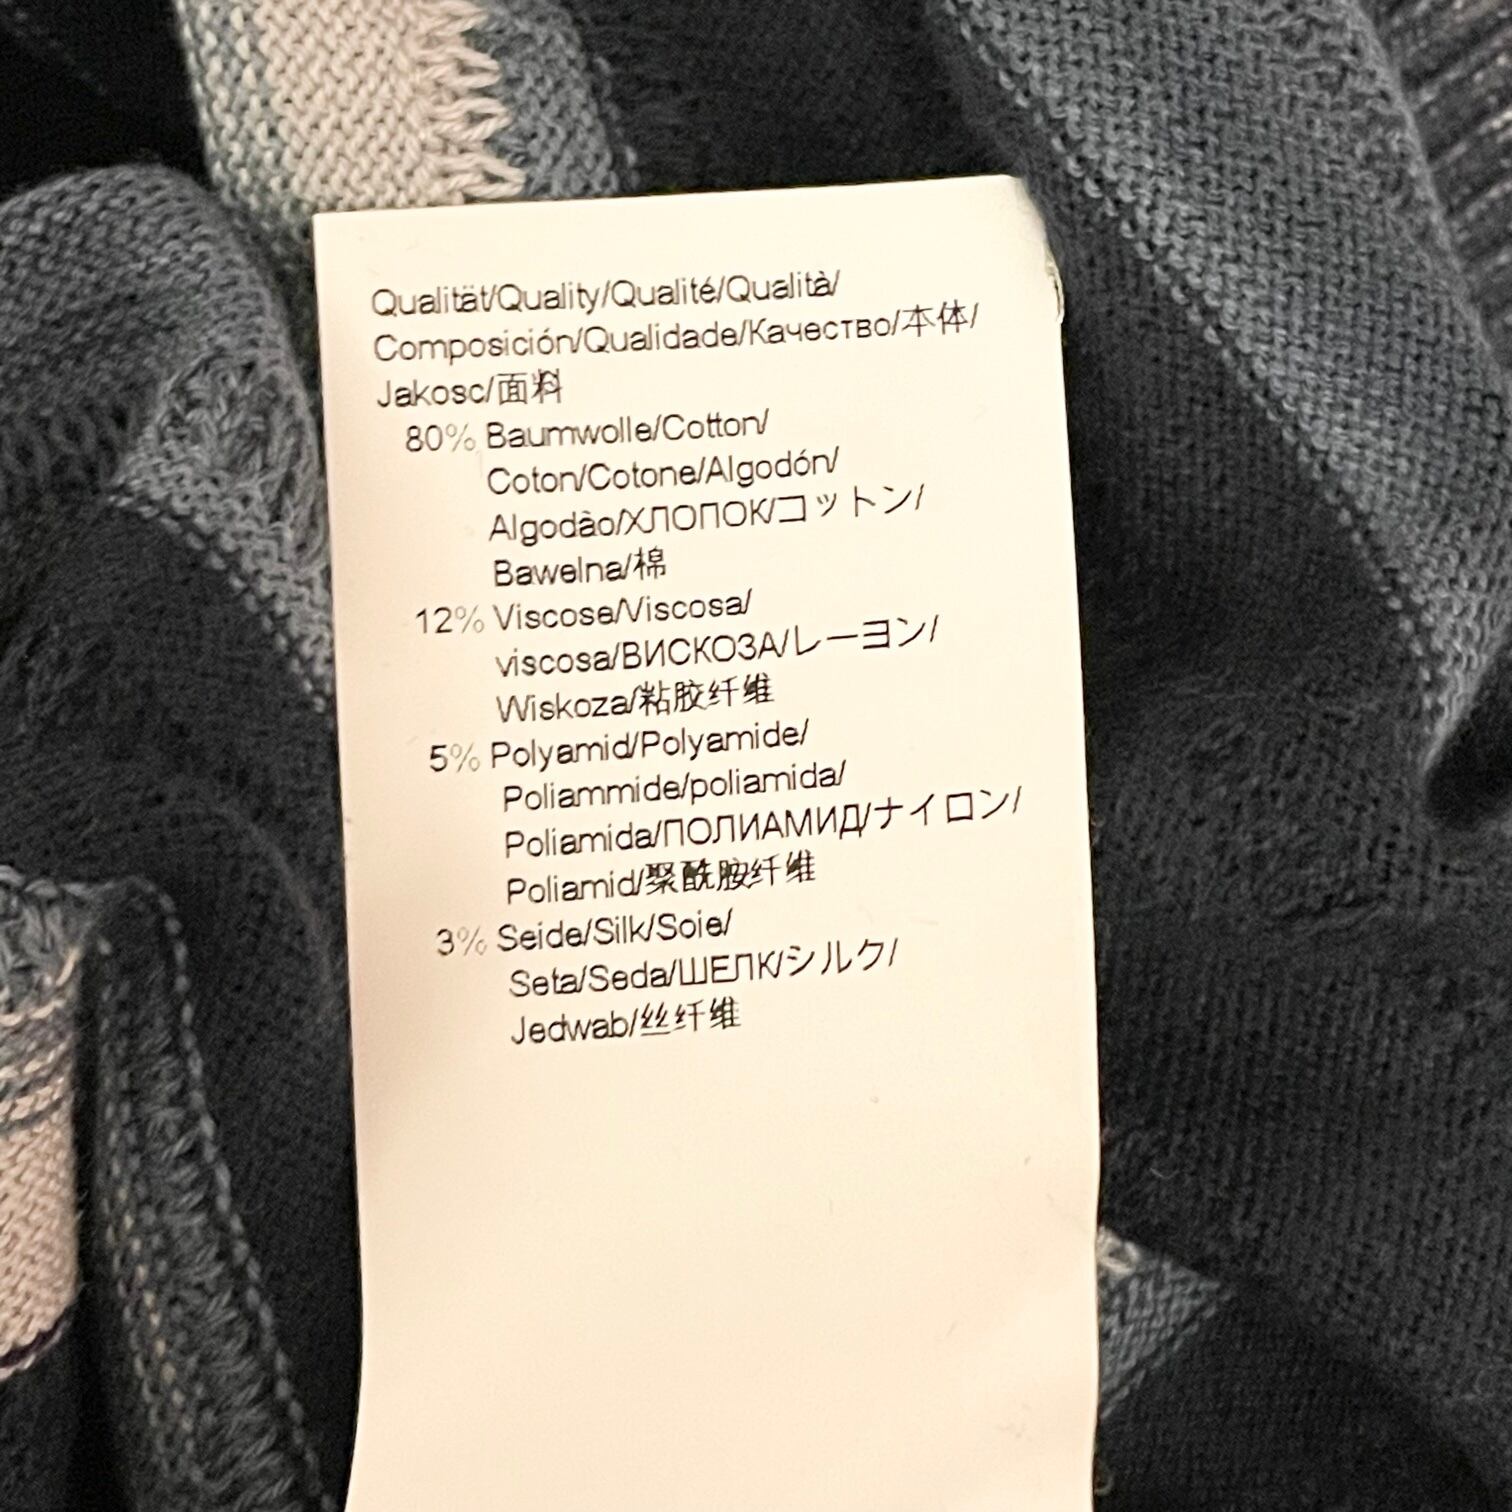 Qualität/Quality/Qualité/Qualità/
Composición/Qualidade/Качество/本体/
Jakosc/面料
80% Baumwolle/Cotton/
Coton/Cotone/Algodón/
Algodão/ХЛОПОК/コットン/
Bawelna/棉
12% Viscose/Viscosa/
viscosa/ВИСКОЗА/レーヨン/
Wiskoza/粘胶纤维
5% Polyamid/Polyamide/
Poliammide/poliamida/
Poliamida/ПОЛИАМИД/ナイロン/
Poliamid/聚酰胺纤维
3% Seide/Silk/Soie/
Seta/Seda/ШЕЛК/シルク/
Jedwab/丝纤维